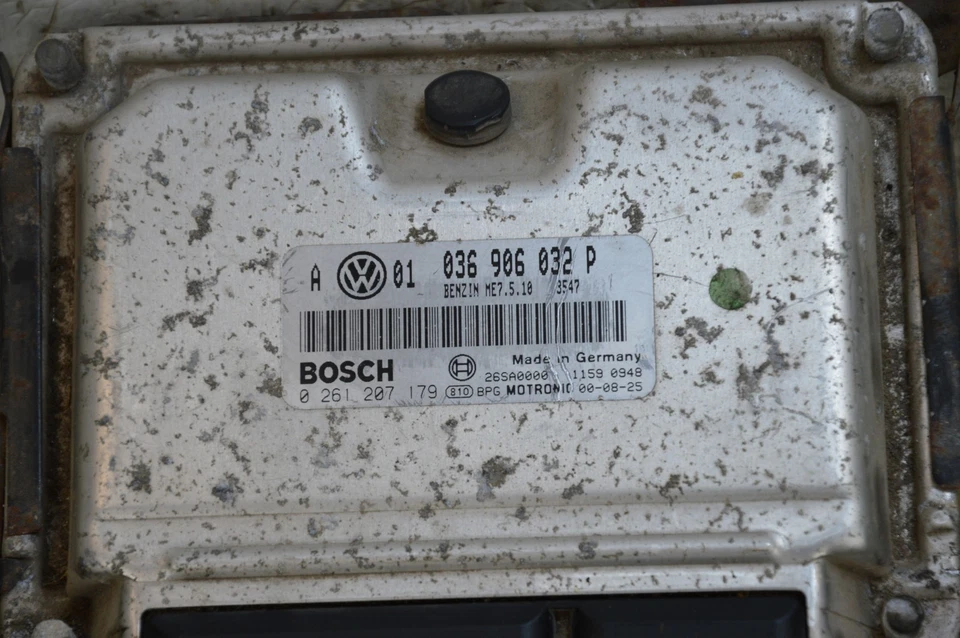 A VW 01 036 906 032 P
BENZIN ME7.5.10 3547
BOSCH Made in Germany
26SA0000 1159 0948
0 261 207 179 810 BPG MOTRONIC 00-08-25